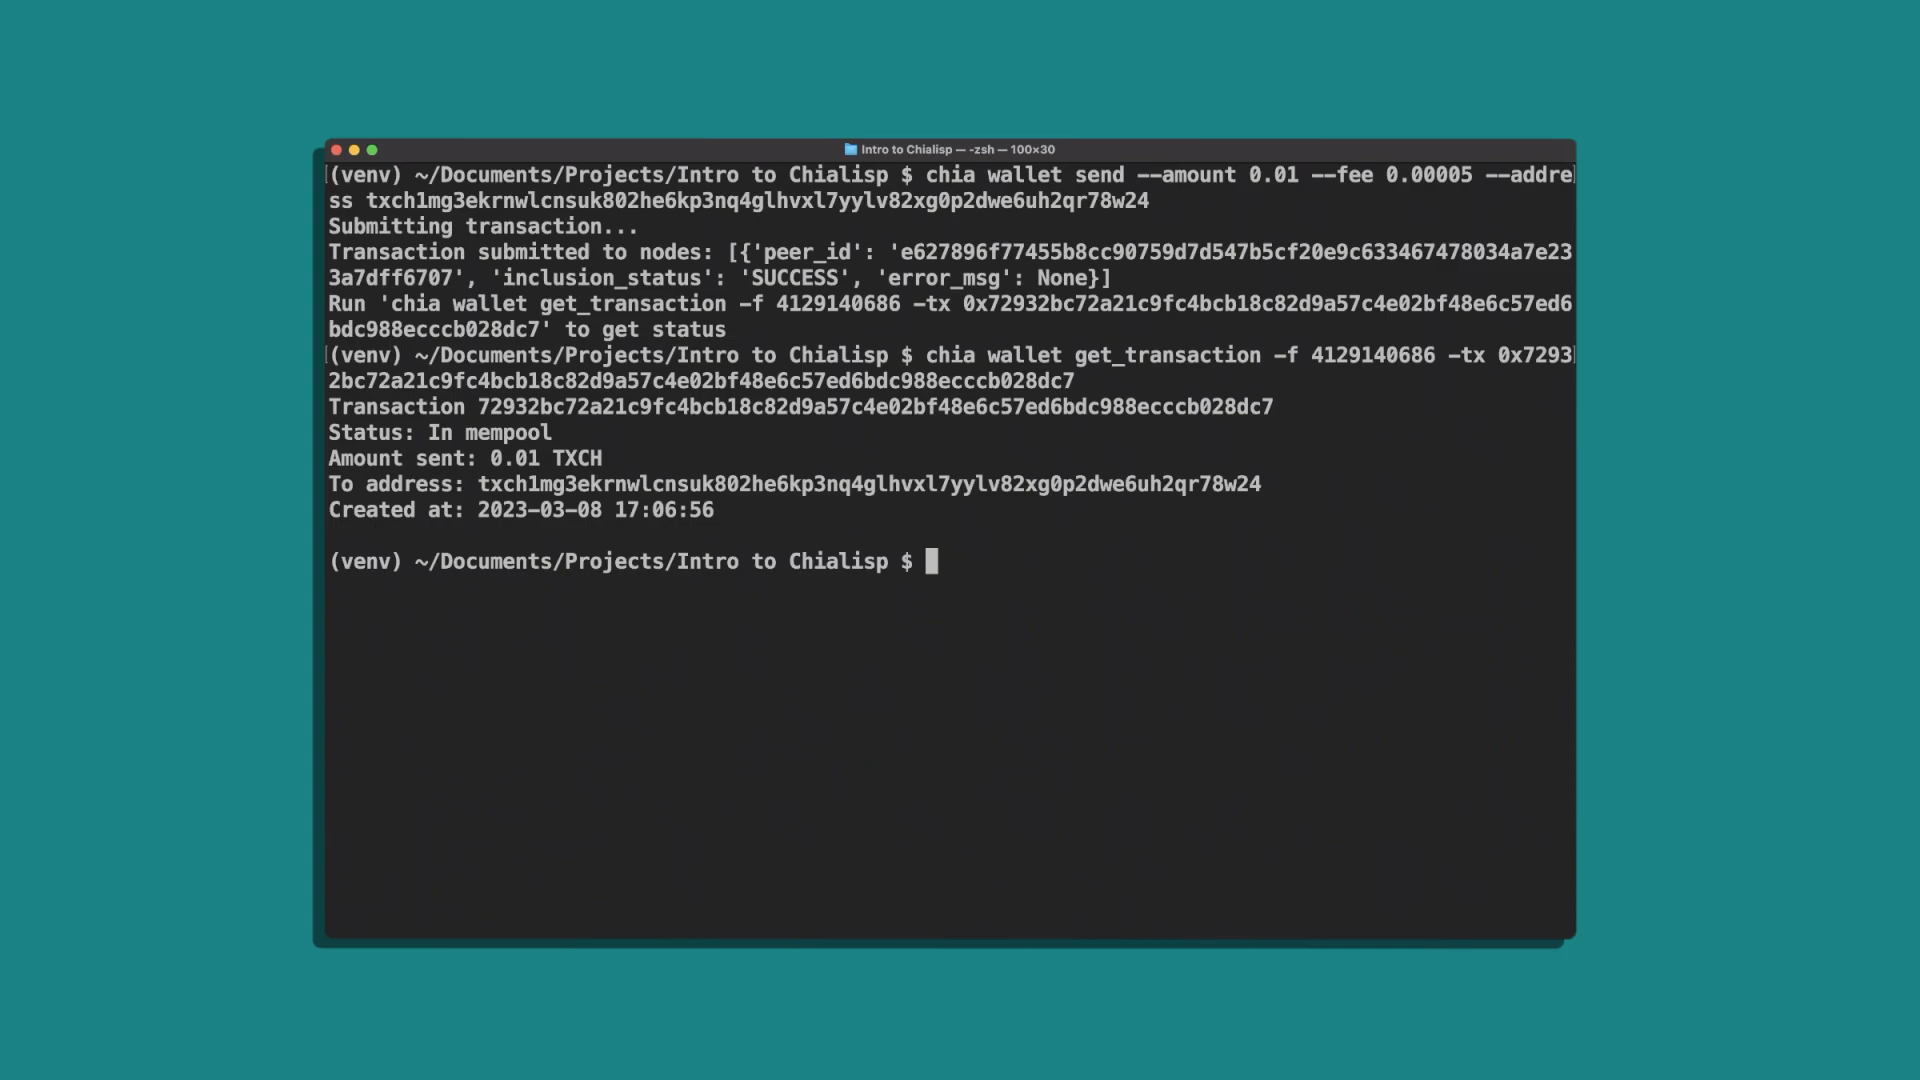 Intro to Chialisp — -zsh — 100×30
(venv) ~/Documents/Projects/Intro to Chialisp $ chia wallet send --amount 0.01 --fee 0.00005 --addre
ss txch1mg3ekrnwlcnsuk802he6kp3nq4glhvxl7yylv82xg0p2dwe6uh2qr78w24
Submitting transaction...
Transaction submitted to nodes: [{'peer_id': 'e627896f77455b8cc90759d7d547b5cf20e9c633467478034a7e23
3a7dff6707', 'inclusion_status': 'SUCCESS', 'error_msg': None}]
Run 'chia wallet get_transaction -f 4129140686 -tx 0x72932bc72a21c9fc4bcb18c82d9a57c4e02bf48e6c57ed6
bdc988ecccb028dc7' to get status
(venv) ~/Documents/Projects/Intro to Chialisp $ chia wallet get_transaction -f 4129140686 -tx 0x7293
2bc72a21c9fc4bcb18c82d9a57c4e02bf48e6c57ed6bdc988ecccb028dc7
Transaction 72932bc72a21c9fc4bcb18c82d9a57c4e02bf48e6c57ed6bdc988ecccb028dc7
Status: In mempool
Amount sent: 0.01 TXCH
To address: txch1mg3ekrnwlcnsuk802he6kp3nq4glhvxl7yylv82xg0p2dwe6uh2qr78w24
Created at: 2023-03-08 17:06:56
(venv) ~/Documents/Projects/Intro to Chialisp $